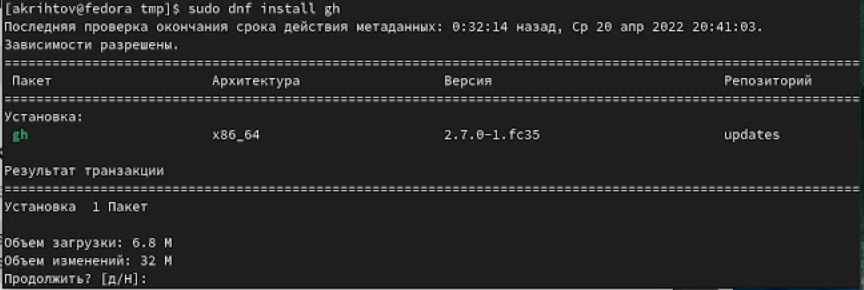 [akrihtov@fedora tmp]$ sudo dnf install gh
Последняя проверка окончания срока действия метаданных: 0:32:14 назад, Ср 20 апр 2022 20:41:03.
Зависимости разрешены.
================================================================================
Пакет Архитектура Версия Репозиторий
================================================================================
Установка:
gh x86_64 2.7.0-1.fc35 updates
Результат транзакции
================================================================================
Установка 1 Пакет
Объем загрузки: 6.8 M
Объем изменений: 32 M
Продолжить? [д/Н]: